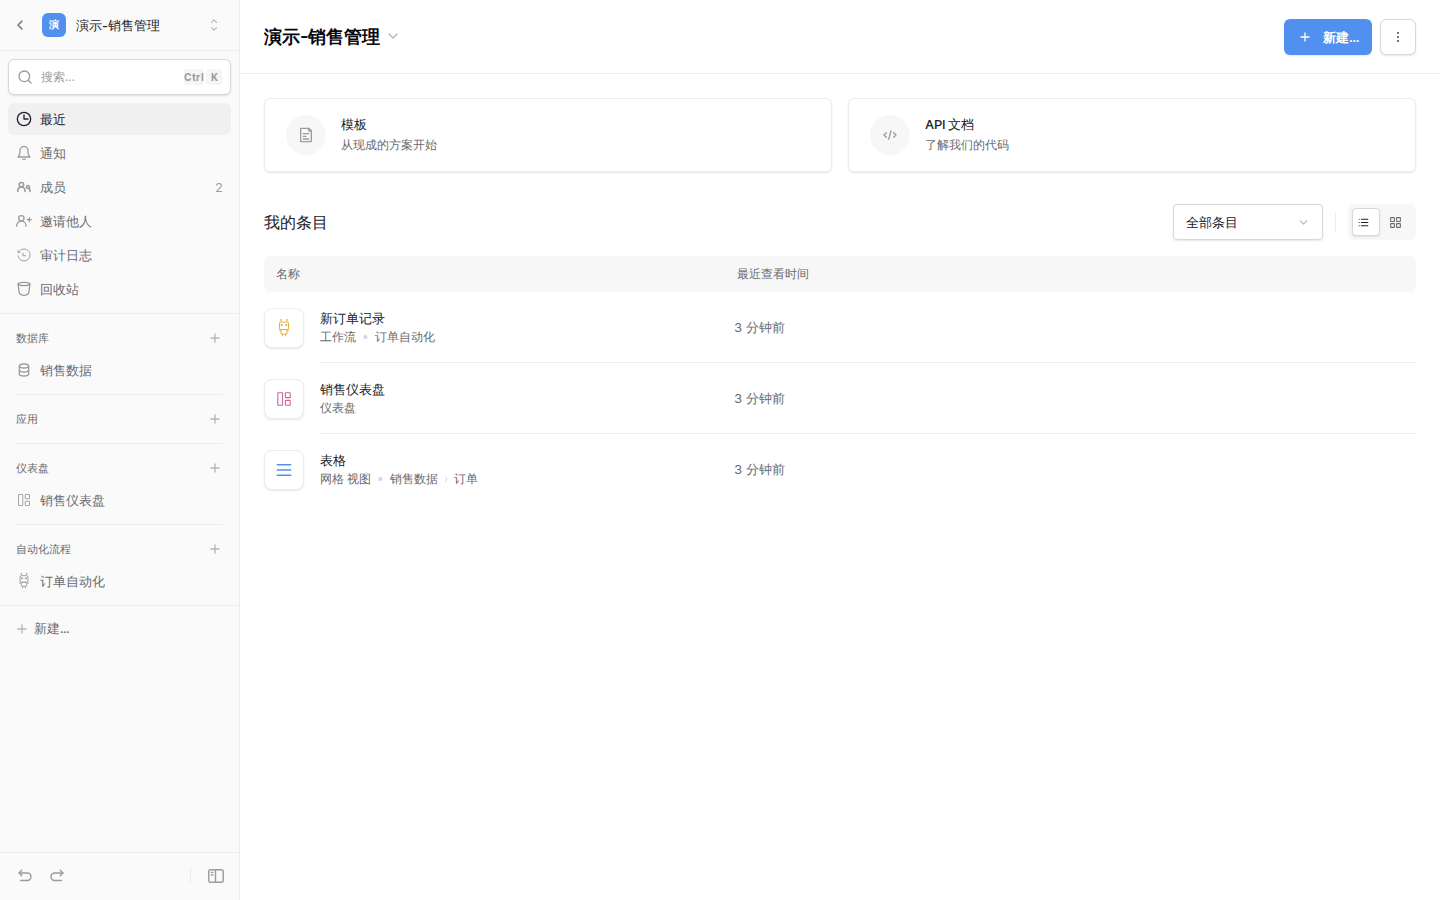 演
演示-销售管理
搜索...
Ctrl K
最近
通知
成员
2
邀请他人
审计日志
回收站
数据库
销售数据
应用
仪表盘
销售仪表盘
自动化流程
订单自动化
新建...
演示-销售管理
新建...
模板
从现成的方案开始
API 文档
了解我们的代码
我的条目
全部条目
名称
最近查看时间
新订单记录
工作流 • 订单自动化
3 分钟前
销售仪表盘
仪表盘
3 分钟前
表格
网格 视图 • 销售数据 › 订单
3 分钟前